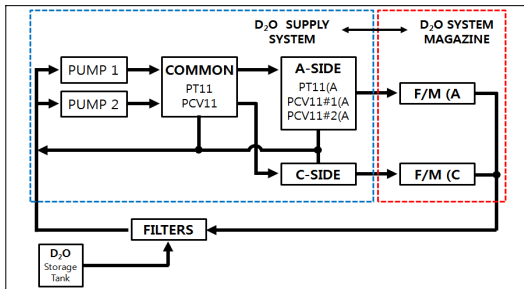 D₂O SUPPLY
SYSTEM
D₂O SYSTEM
MAGAZINE
PUMP 1
PUMP 2
COMMON
PT11
PCV11
A-SIDE
PT11(A
PCV11#1(A
PCV11#2(A
C-SIDE
F/M (A
F/M (C
FILTERS
D₂O
Storage
Tank